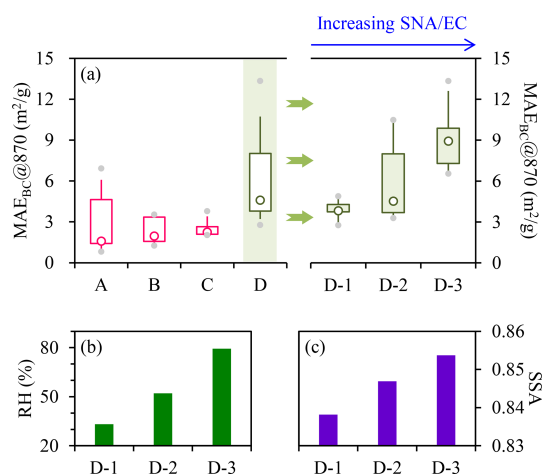 Increasing SNA/EC
(a)
MAE_BC@870 (m²/g)
15
12
9
6
3
0
A
B
C
D
D-1
D-2
D-3
15
12
9
6
3
0
MAE_BC@870 (m²/g)
(b)
RH (%)
80
50
20
D-1
D-2
D-3
(c)
0.86
0.85
0.84
0.83
SSA
D-1
D-2
D-3